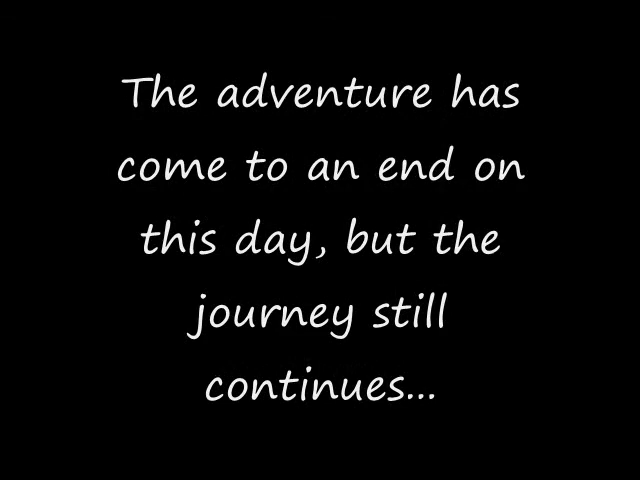 The adventure has
come to an end on
this day, but the
journey still
continues...